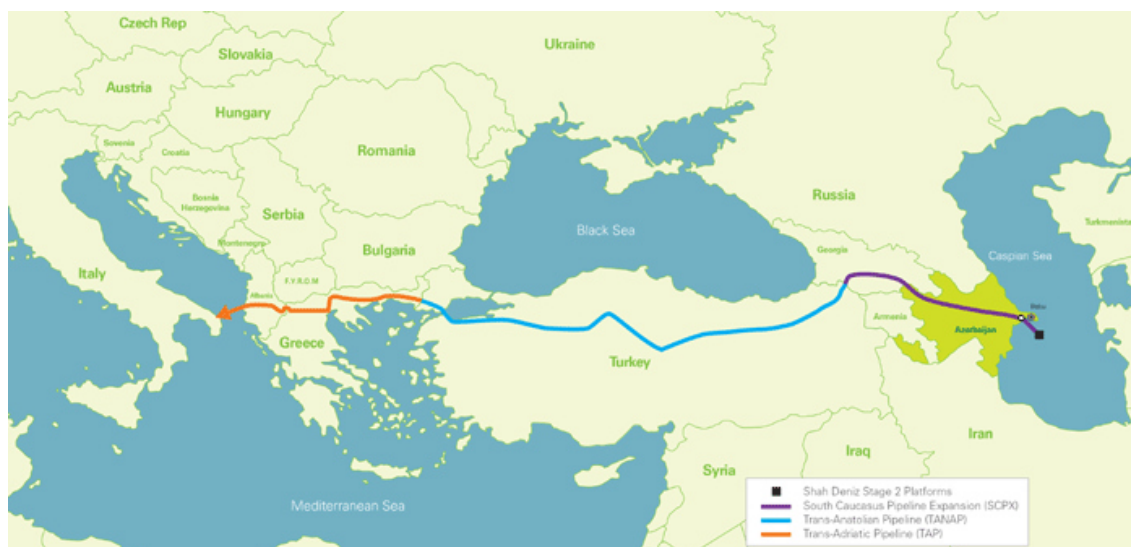 Czech Rep
Slovakia
Ukraine
Austria
Hungary
Sovenia
Croatia
Romania
Bosnia
Herzegovina
Serbia
Russia
Montenegro
Bulgaria
Black Sea
Georgia
Caspian Sea
Turkmenista
Italy
F.Y.R.O.M
Albania
Armenia
Azerbaijan
Baku
Greece
Turkey
Iran
Syria
Iraq
Mediterranean Sea
Shah Deniz Stage 2 Platforms
South Caucasus Pipeline Expansion (SCPX)
Trans-Anatolian Pipeline (TANAP)
Trans-Adriatic Pipeline (TAP)